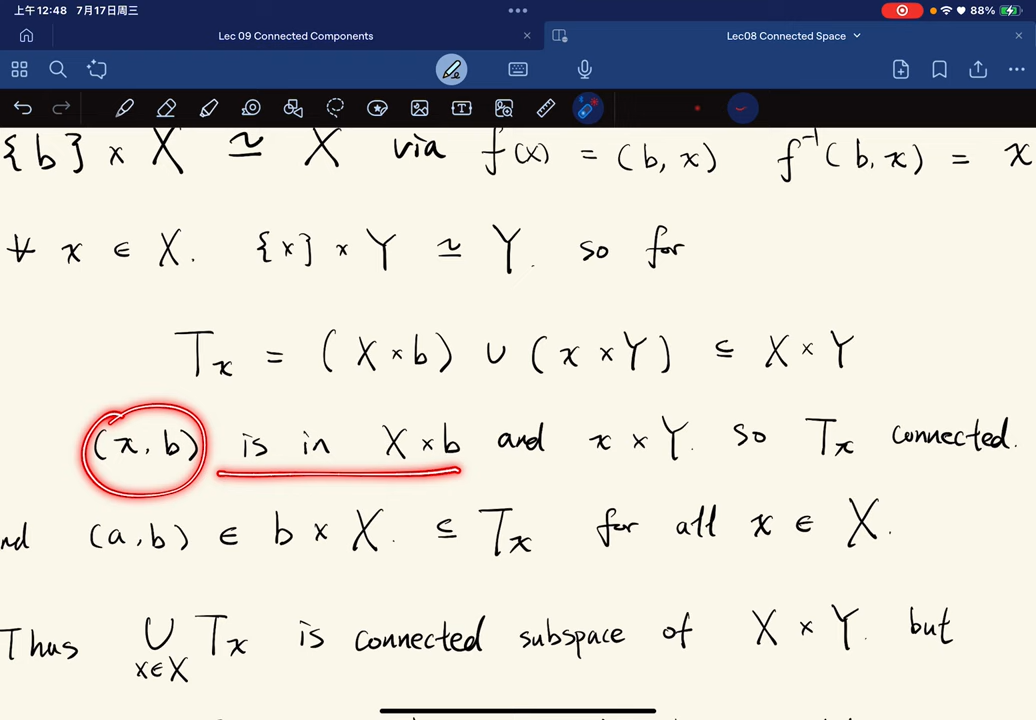 上午12:48 7月17日周三
88%
Lec 09 Connected Components
Lec08 Connected Space
{b} × X ≃ X via f(x) = (b, x) f⁻¹(b, x) = x
∀ x ∈ X. {x} × Y ≃ Y. so for
Tₓ = (X × b) ∪ (x × Y) ⊆ X × Y
(x, b) is in X × b and x × Y. so Tₓ connected.
nd (a, b) ∈ b × X. ⊆ Tₓ for all x ∈ X.
Thus ∪ Tₓ is connected subspace of X × Y. but
x∈X